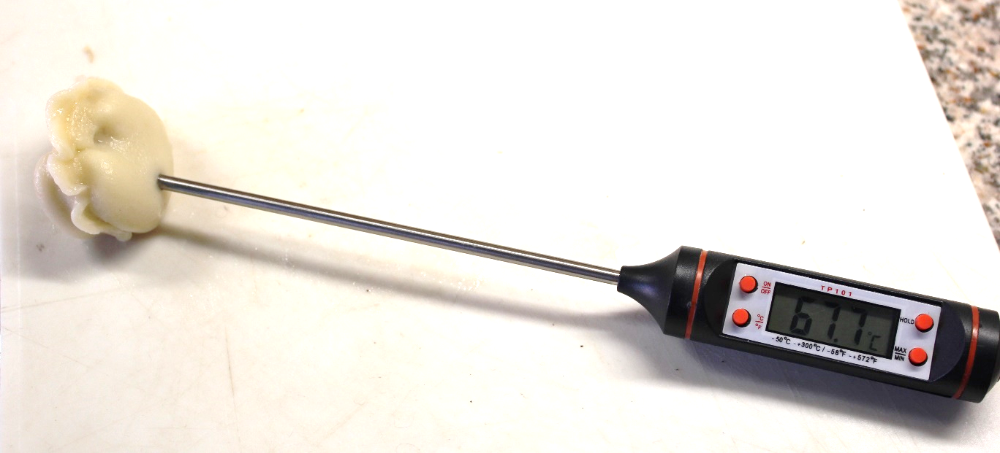 TP101
ON
OFF
°C
°F
67.7°C
HOLD
MAX
MIN
-50°C -+300°C / -58°F -+572°F